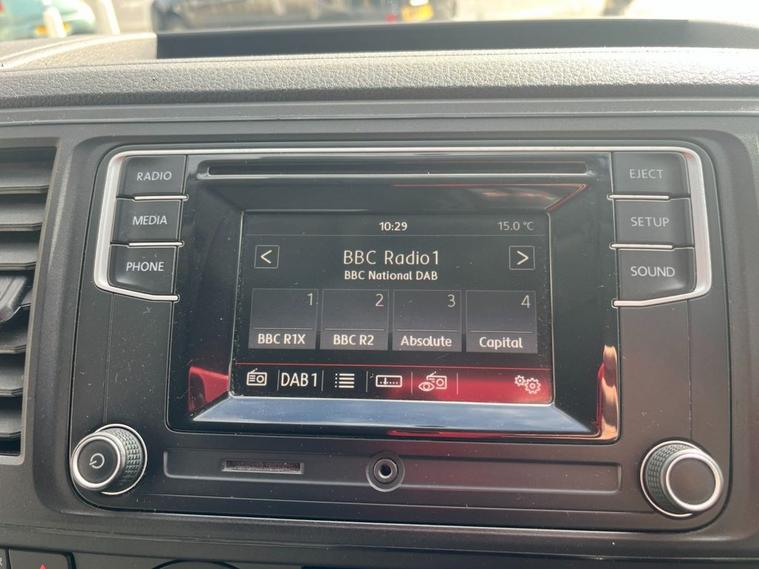 RADIO
MEDIA
PHONE
EJECT
SETUP
SOUND
10:29 15.0 °C
< BBC Radio1 >
BBC National DAB
1 2 3 4
BBC R1X BBC R2 Absolute Capital
DAB1